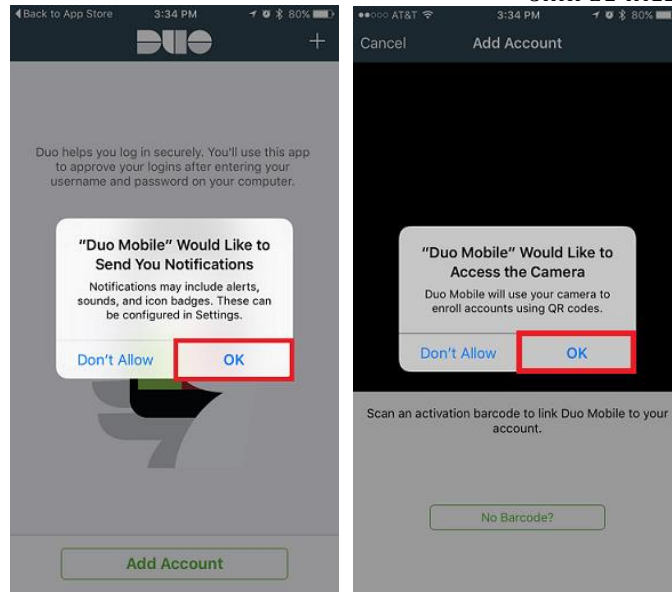 Back to App Store 3:34 PM 80%
DUO +
Duo helps you log in securely. You'll use this app
to approve your logins after entering your
username and password on your computer.
"Duo Mobile" Would Like to
Send You Notifications
Notifications may include alerts,
sounds, and icon badges. These can
be configured in Settings.
Don't Allow OK
Add Account
AT&T 3:34 PM 80%
Cancel Add Account
"Duo Mobile" Would Like to
Access the Camera
Duo Mobile will use your camera to
enroll accounts using QR codes.
Don't Allow OK
Scan an activation barcode to link Duo Mobile to your
account.
No Barcode?